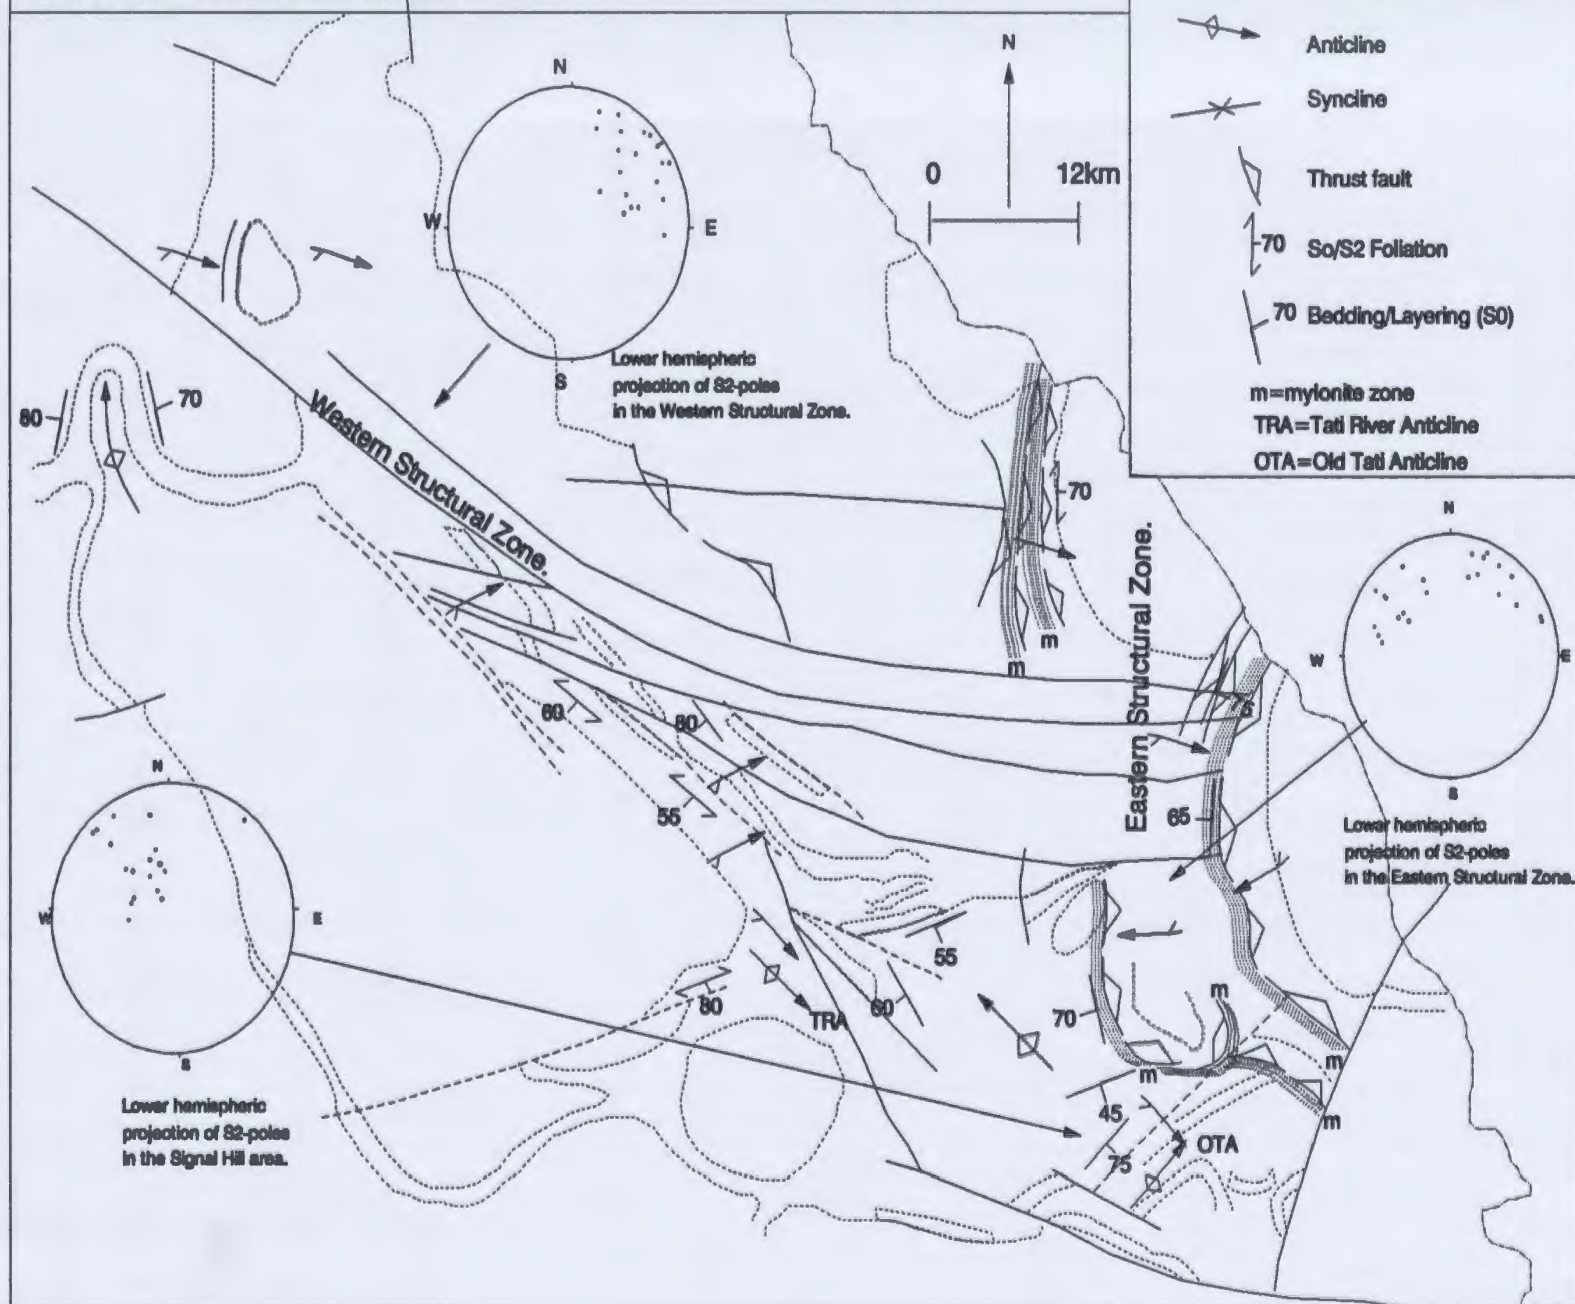 Anticline
Syncline
Thrust fault
70 So/S2 Foliation
70 Bedding/Layering (S0)
m=mylonite zone
TRA=Tati River Anticline
OTA=Old Tati Anticline
N
0 12km
N
W
E
S
Lower hemispheric
projection of S2-poles
in the Western Structural Zone.
80
70
Western Structural Zone.
70
m
m
Eastern Structural Zone.
N
W
E
s
Lower hemispheric
projection of S2-poles
in the Eastern Structural Zone.
75
60
80
55
65
N
W
E
s
Lower hemispheric
projection of S2-poles
in the Signal Hill area.
55
80
TRA
60
70
m
m
m
m
45
75
OTA